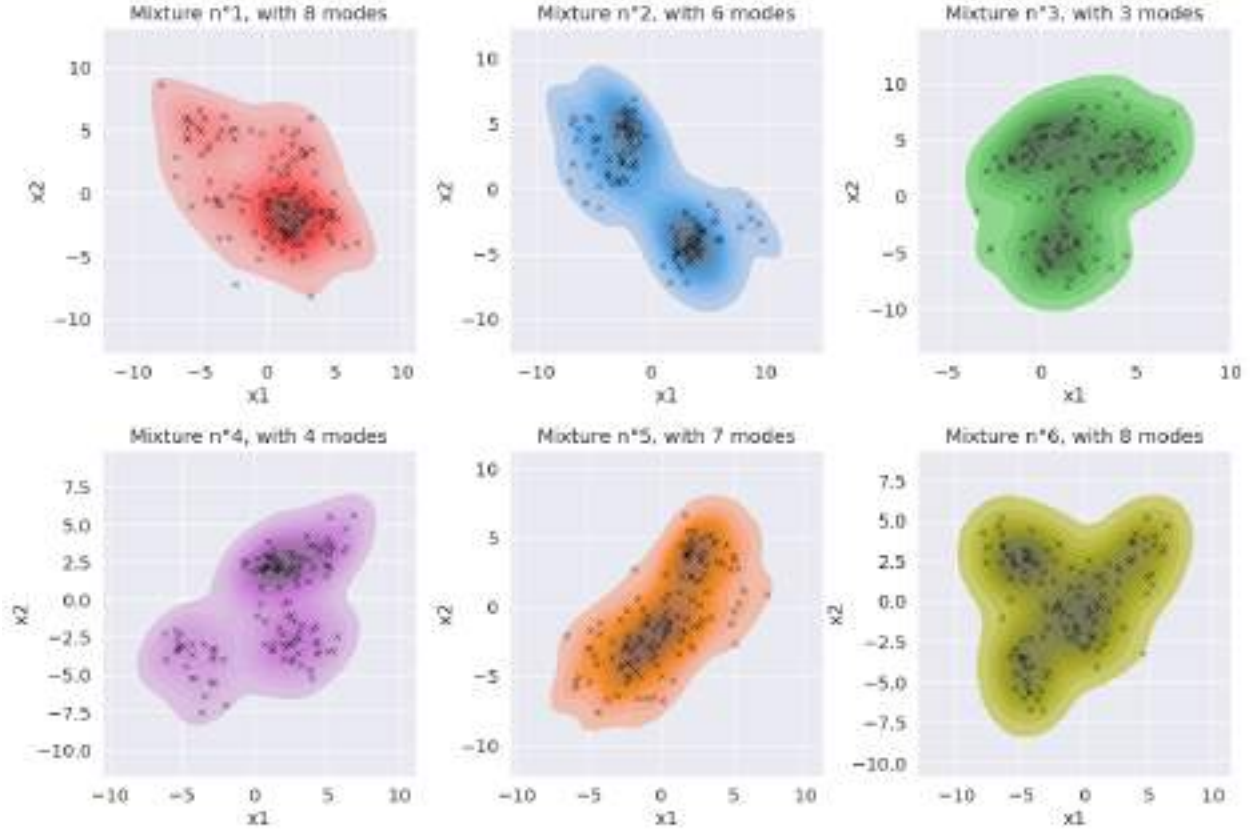 Mixture n°1, with 8 modes
Mixture n°2, with 6 modes
Mixture n°3, with 3 modes
10
5
0
−5
−10
x2
−10 −5 0 5 10
x1
10
5
0
−5
−10
x2
−10 0 10
x1
10
5
0
−5
−10
x2
−5 0 5 10
x1
Mixture n°4, with 4 modes
Mixture n°5, with 7 modes
Mixture n°6, with 8 modes
7.5
5.0
2.5
0.0
−2.5
−5.0
−7.5
−10.0
x2
−10 −5 0 5 10
x1
10
5
0
−5
−10
x2
−10 −5 0 5 10
x1
7.5
5.0
2.5
0.0
−2.5
−5.0
−7.5
−10.0
x2
−10 −5 0 5 10
x1